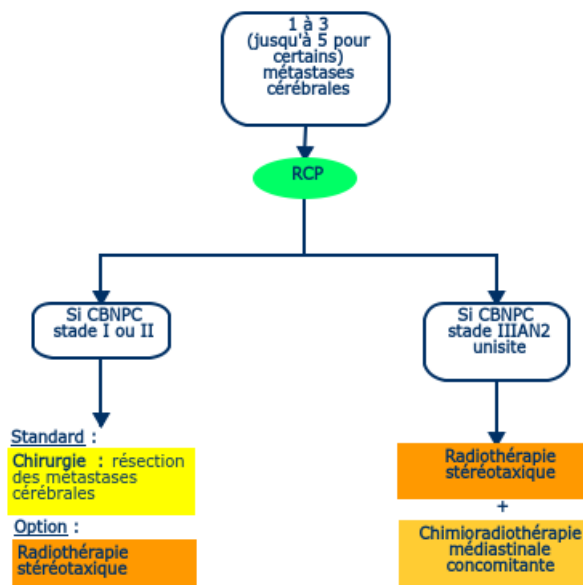 1 à 3
(jusqu'à 5 pour
certains)
métastases
cérébrales
RCP
Si CBNPC
stade I ou II
Si CBNPC
stade IIIAN2
unisite
Standard :
Chirurgie : résection
des métastases
cérébrales
Option :
Radiothérapie
stéréotaxique
Radiothérapie
stéréotaxique
+
Chimioradiothérapie
médiastinale
concomitante